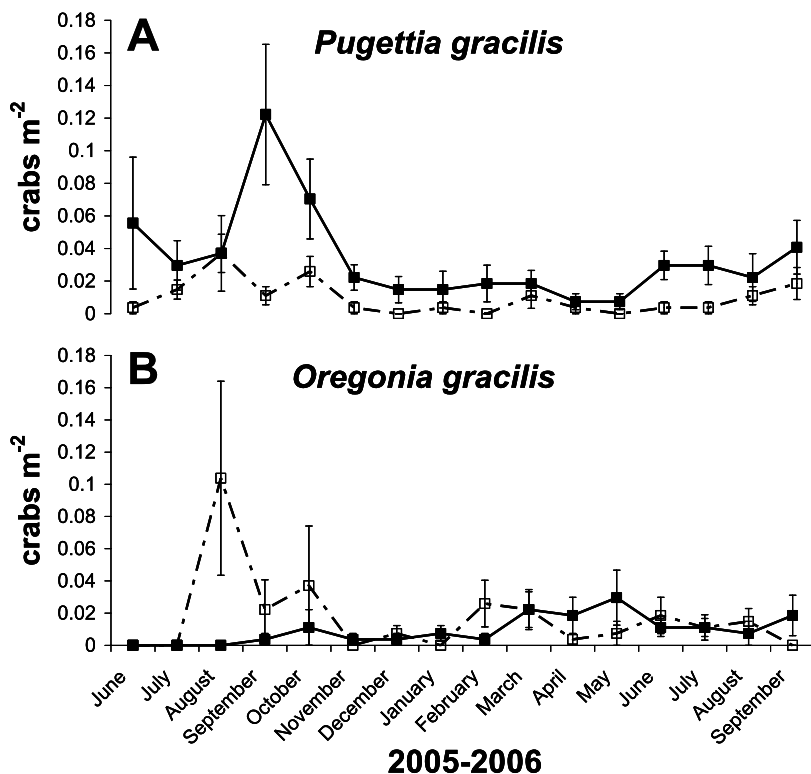 A
Pugettia gracilis
crabs m-2
0.18
0.16
0.14
0.12
0.1
0.08
0.06
0.04
0.02
0
B
Oregonia gracilis
crabs m-2
0.18
0.16
0.14
0.12
0.1
0.08
0.06
0.04
0.02
0
June
July
August
September
October
November
December
January
February
March
April
May
June
July
August
September
2005-2006